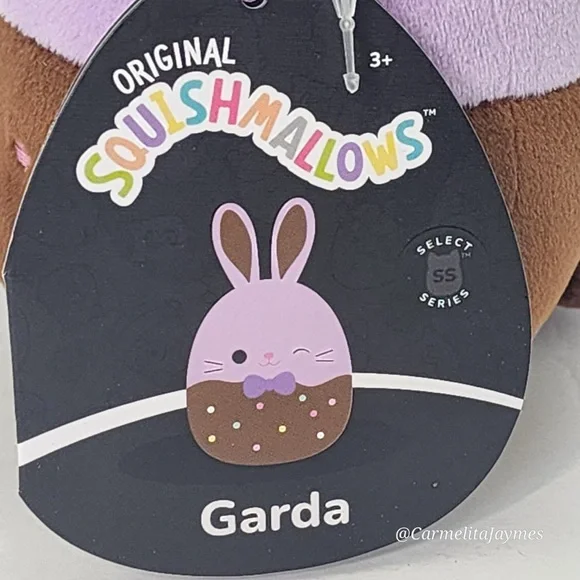 ORIGINAL
SQUISHMALLOWS™
3+
SELECT
SS™
SERIES
Garda
@CarmelitaJaymes